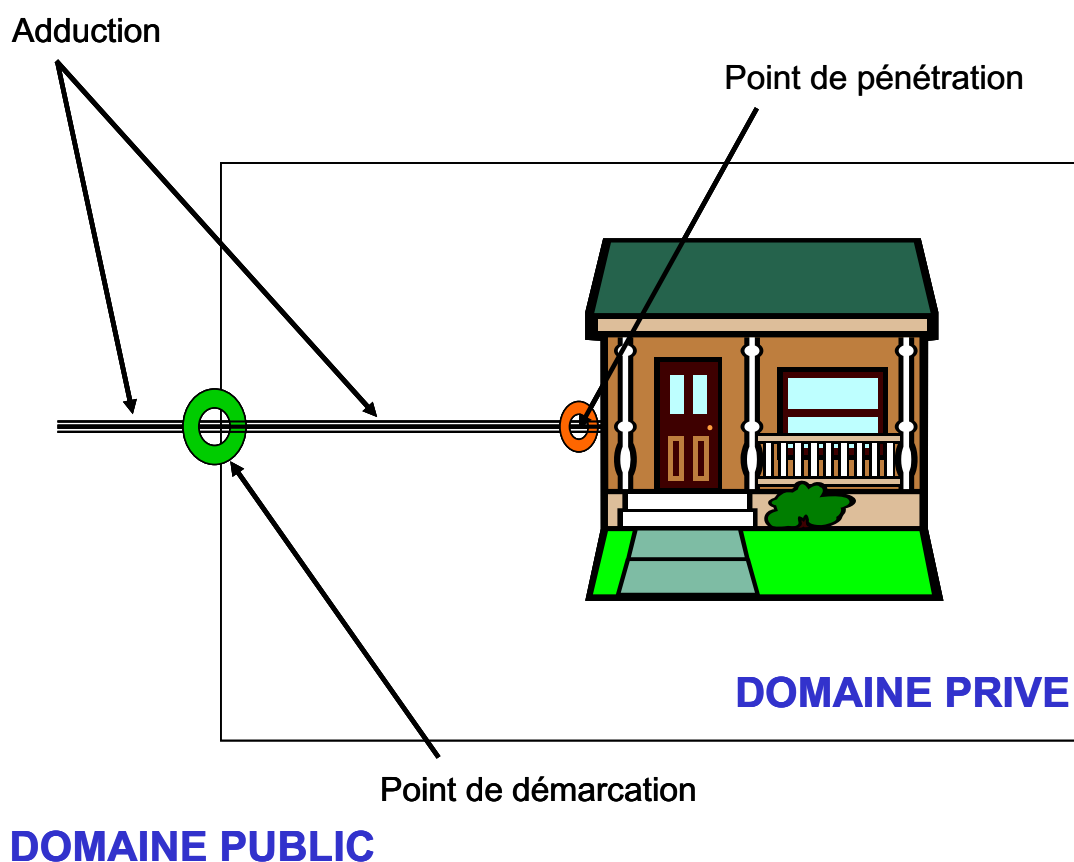 Adduction
Point de pénétration
DOMAINE PRIVE
Point de démarcation
DOMAINE PUBLIC